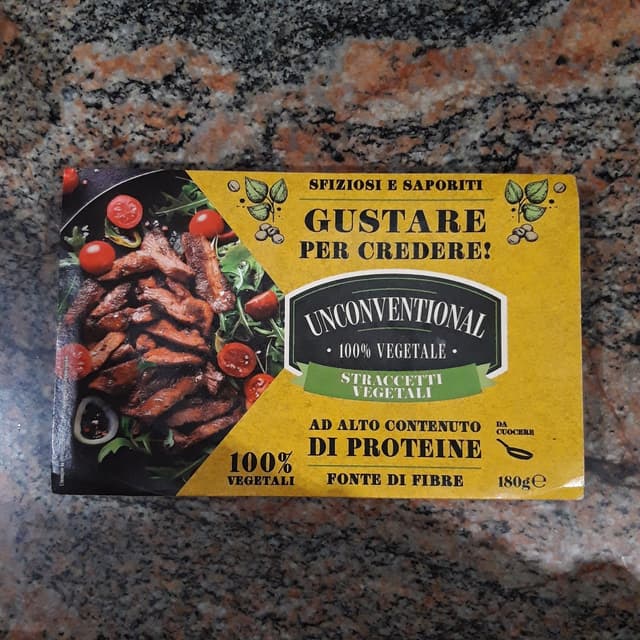 SFIZIOSI E SAPORITI
GUSTARE
PER CREDERE!
UNCONVENTIONAL
• 100% VEGETALE •
STRACCETTI
VEGETALI
AD ALTO CONTENUTO
DI PROTEINE
DA
CUOCERE
100%
VEGETALI
FONTE DI FIBRE
180g℮